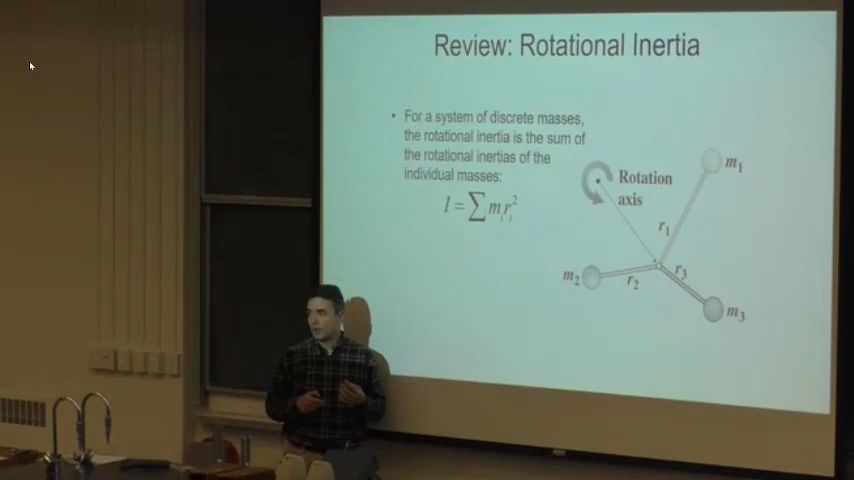 Review: Rotational Inertia
• For a system of discrete masses,
the rotational inertia is the sum of
the rotational inertias of the
individual masses:
I = ∑ mᵢrᵢ²
Rotation
axis
m₁
r₁
m₂
r₂
r₃
m₃